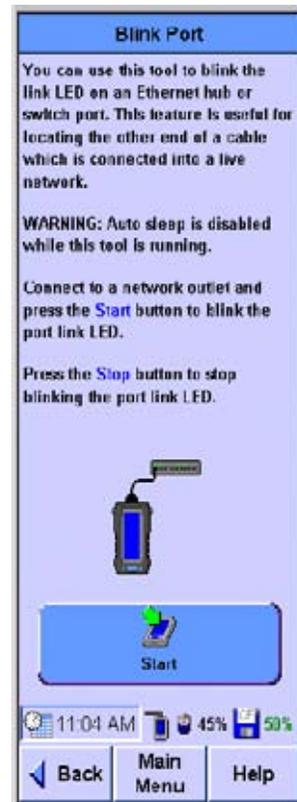 Blink Port
You can use this tool to blink the
link LED on an Ethernet hub or
switch port. This feature is useful for
locating the other end of a cable
which is connected into a live
network.
WARNING: Auto sleep is disabled
while this tool is running.
Connect to a network outlet and
press the Start button to blink the
port link LED.
Press the Stop button to stop
blinking the port link LED.
Start
11:04 AM 45% 50%
Back Main Menu Help